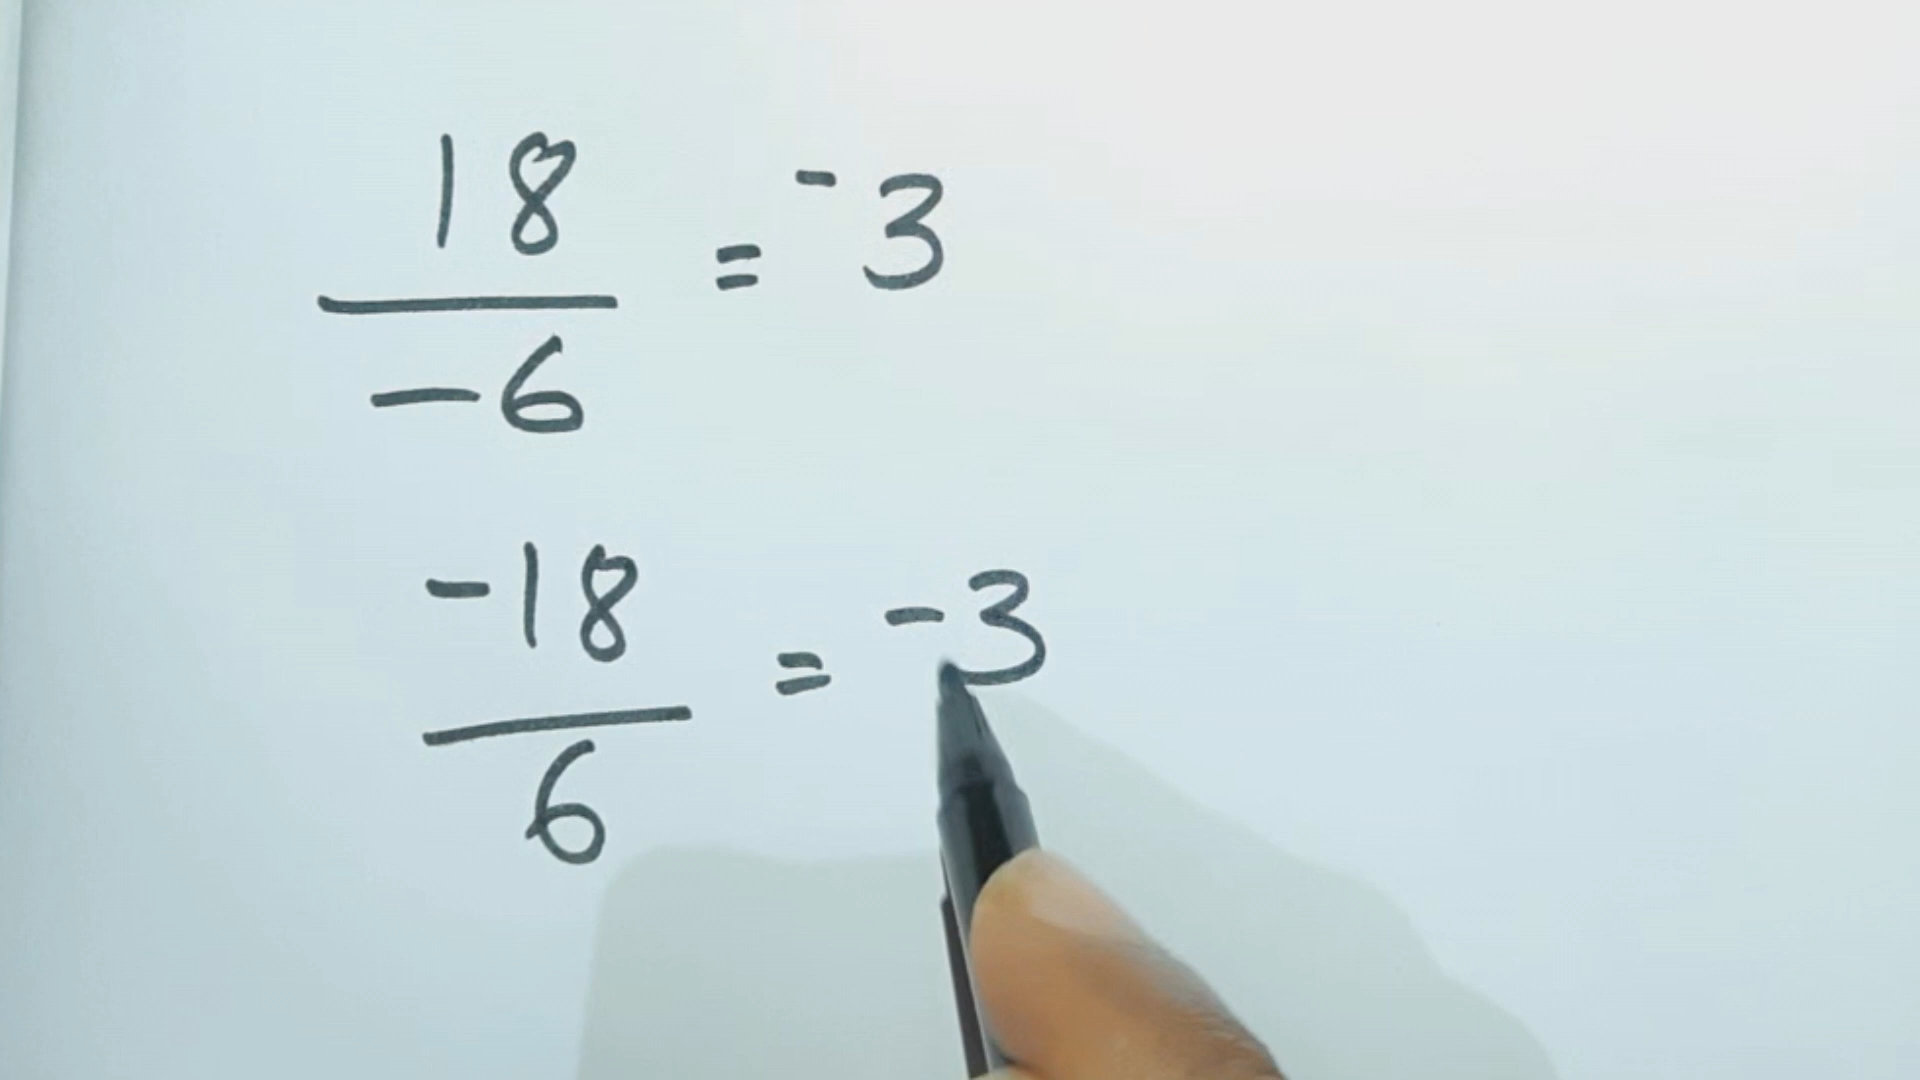 18
— = -3
-6
-18
— = -3
6